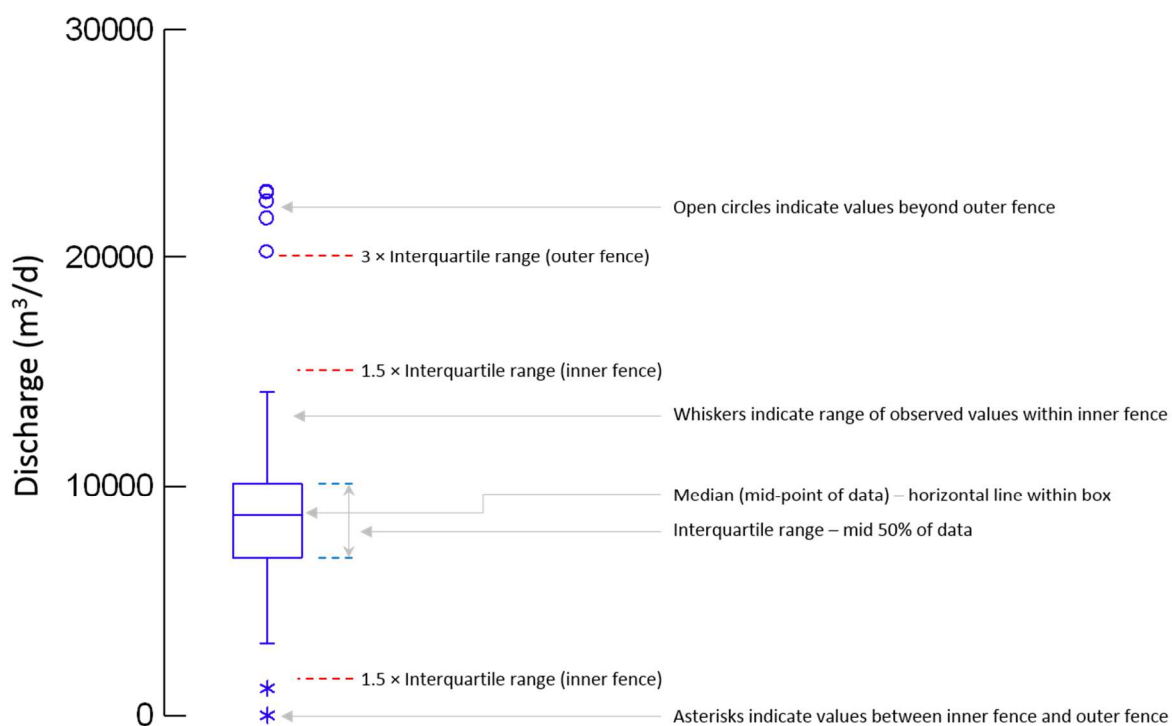 30000
Open circles indicate values beyond outer fence
20000
3 × Interquartile range (outer fence)
1.5 × Interquartile range (inner fence)
Whiskers indicate range of observed values within inner fence
Discharge (m³/d)
10000
Median (mid-point of data) – horizontal line within box
Interquartile range – mid 50% of data
1.5 × Interquartile range (inner fence)
0
Asterisks indicate values between inner fence and outer fence